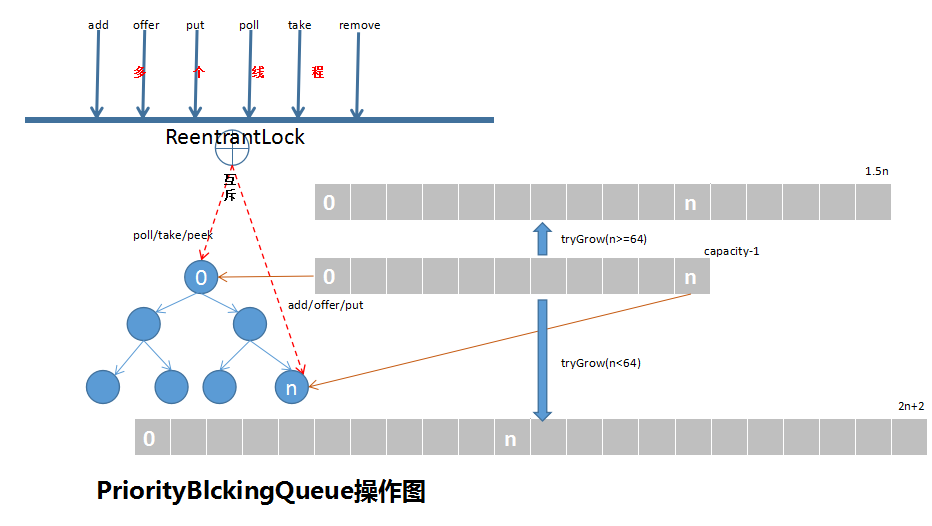 add offer put poll take remove
多 个 线 程
ReentrantLock
互斥
1.5n
0 n
poll/take/peek
tryGrow(n>=64)
capacity-1
0
0 n
add/offer/put
tryGrow(n<64)
n
2n+2
0 n
PriorityBlckingQueue操作图